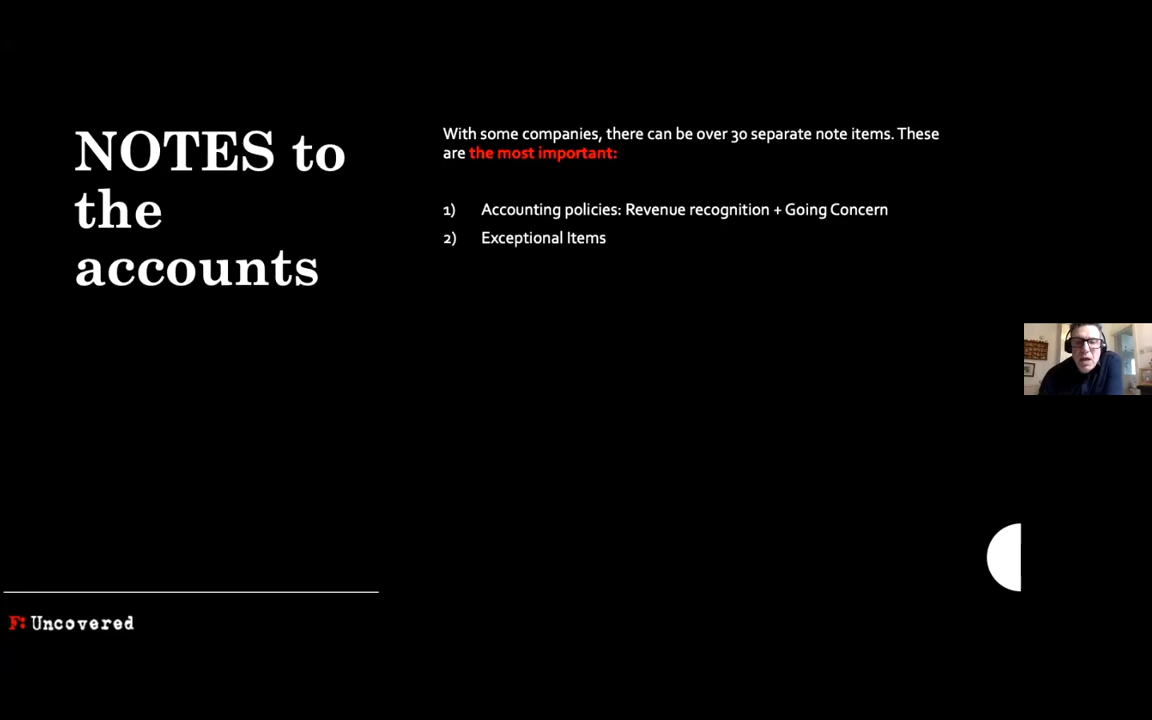 NOTES to
the
accounts
With some companies, there can be over 30 separate note items. These
are the most important:
1) Accounting policies: Revenue recognition + Going Concern
2) Exceptional Items
F: Uncovered